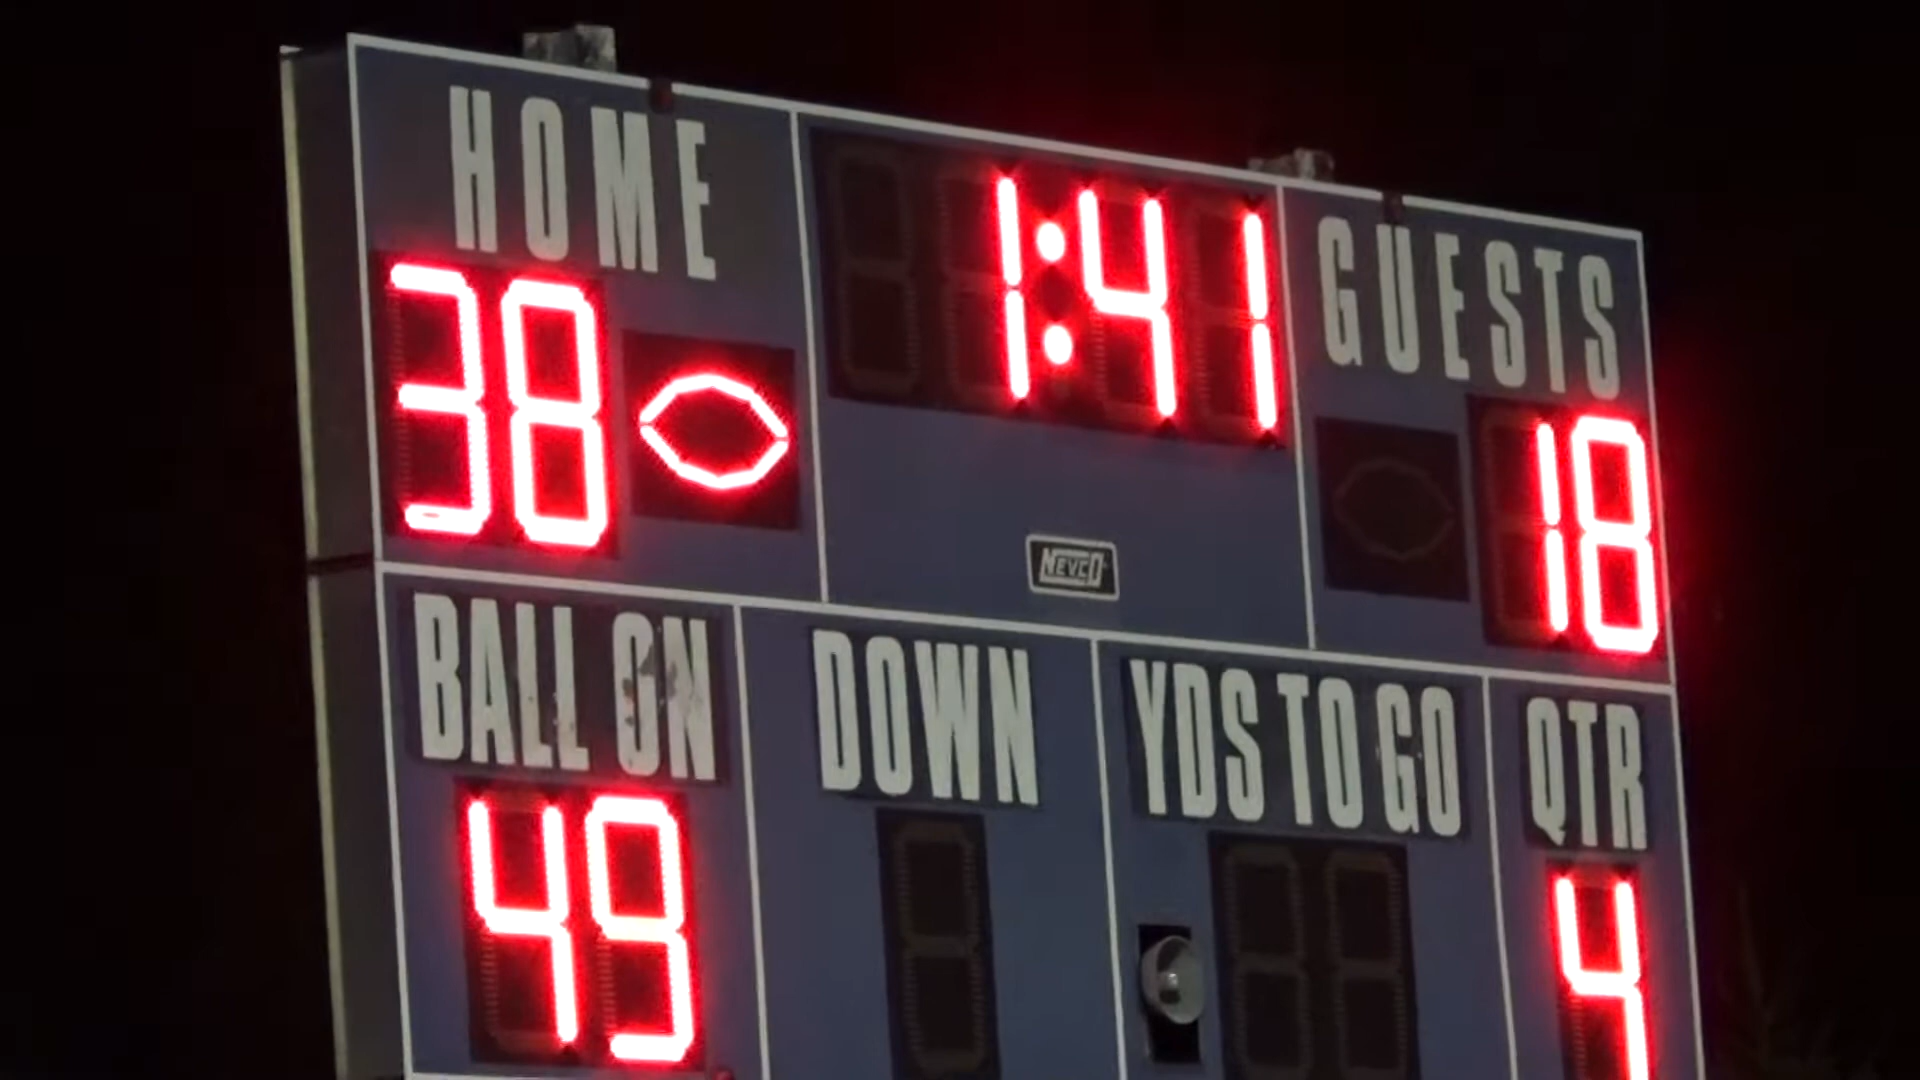 HOME 1:41 GUESTS
38 18
NEVCO
BALL ON DOWN YDS TO GO QTR
49 4